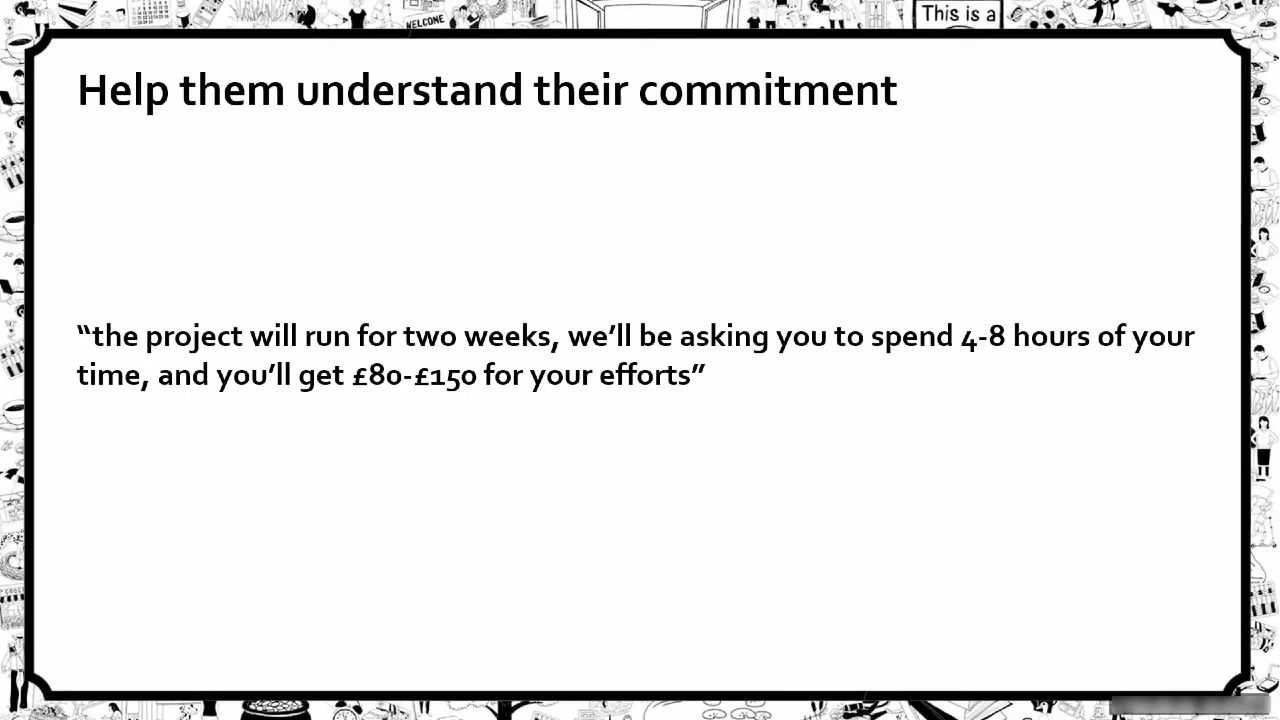 WELCOME
This is a
Help them understand their commitment
“the project will run for two weeks, we’ll be asking you to spend 4-8 hours of your
time, and you’ll get £80-£150 for your efforts”